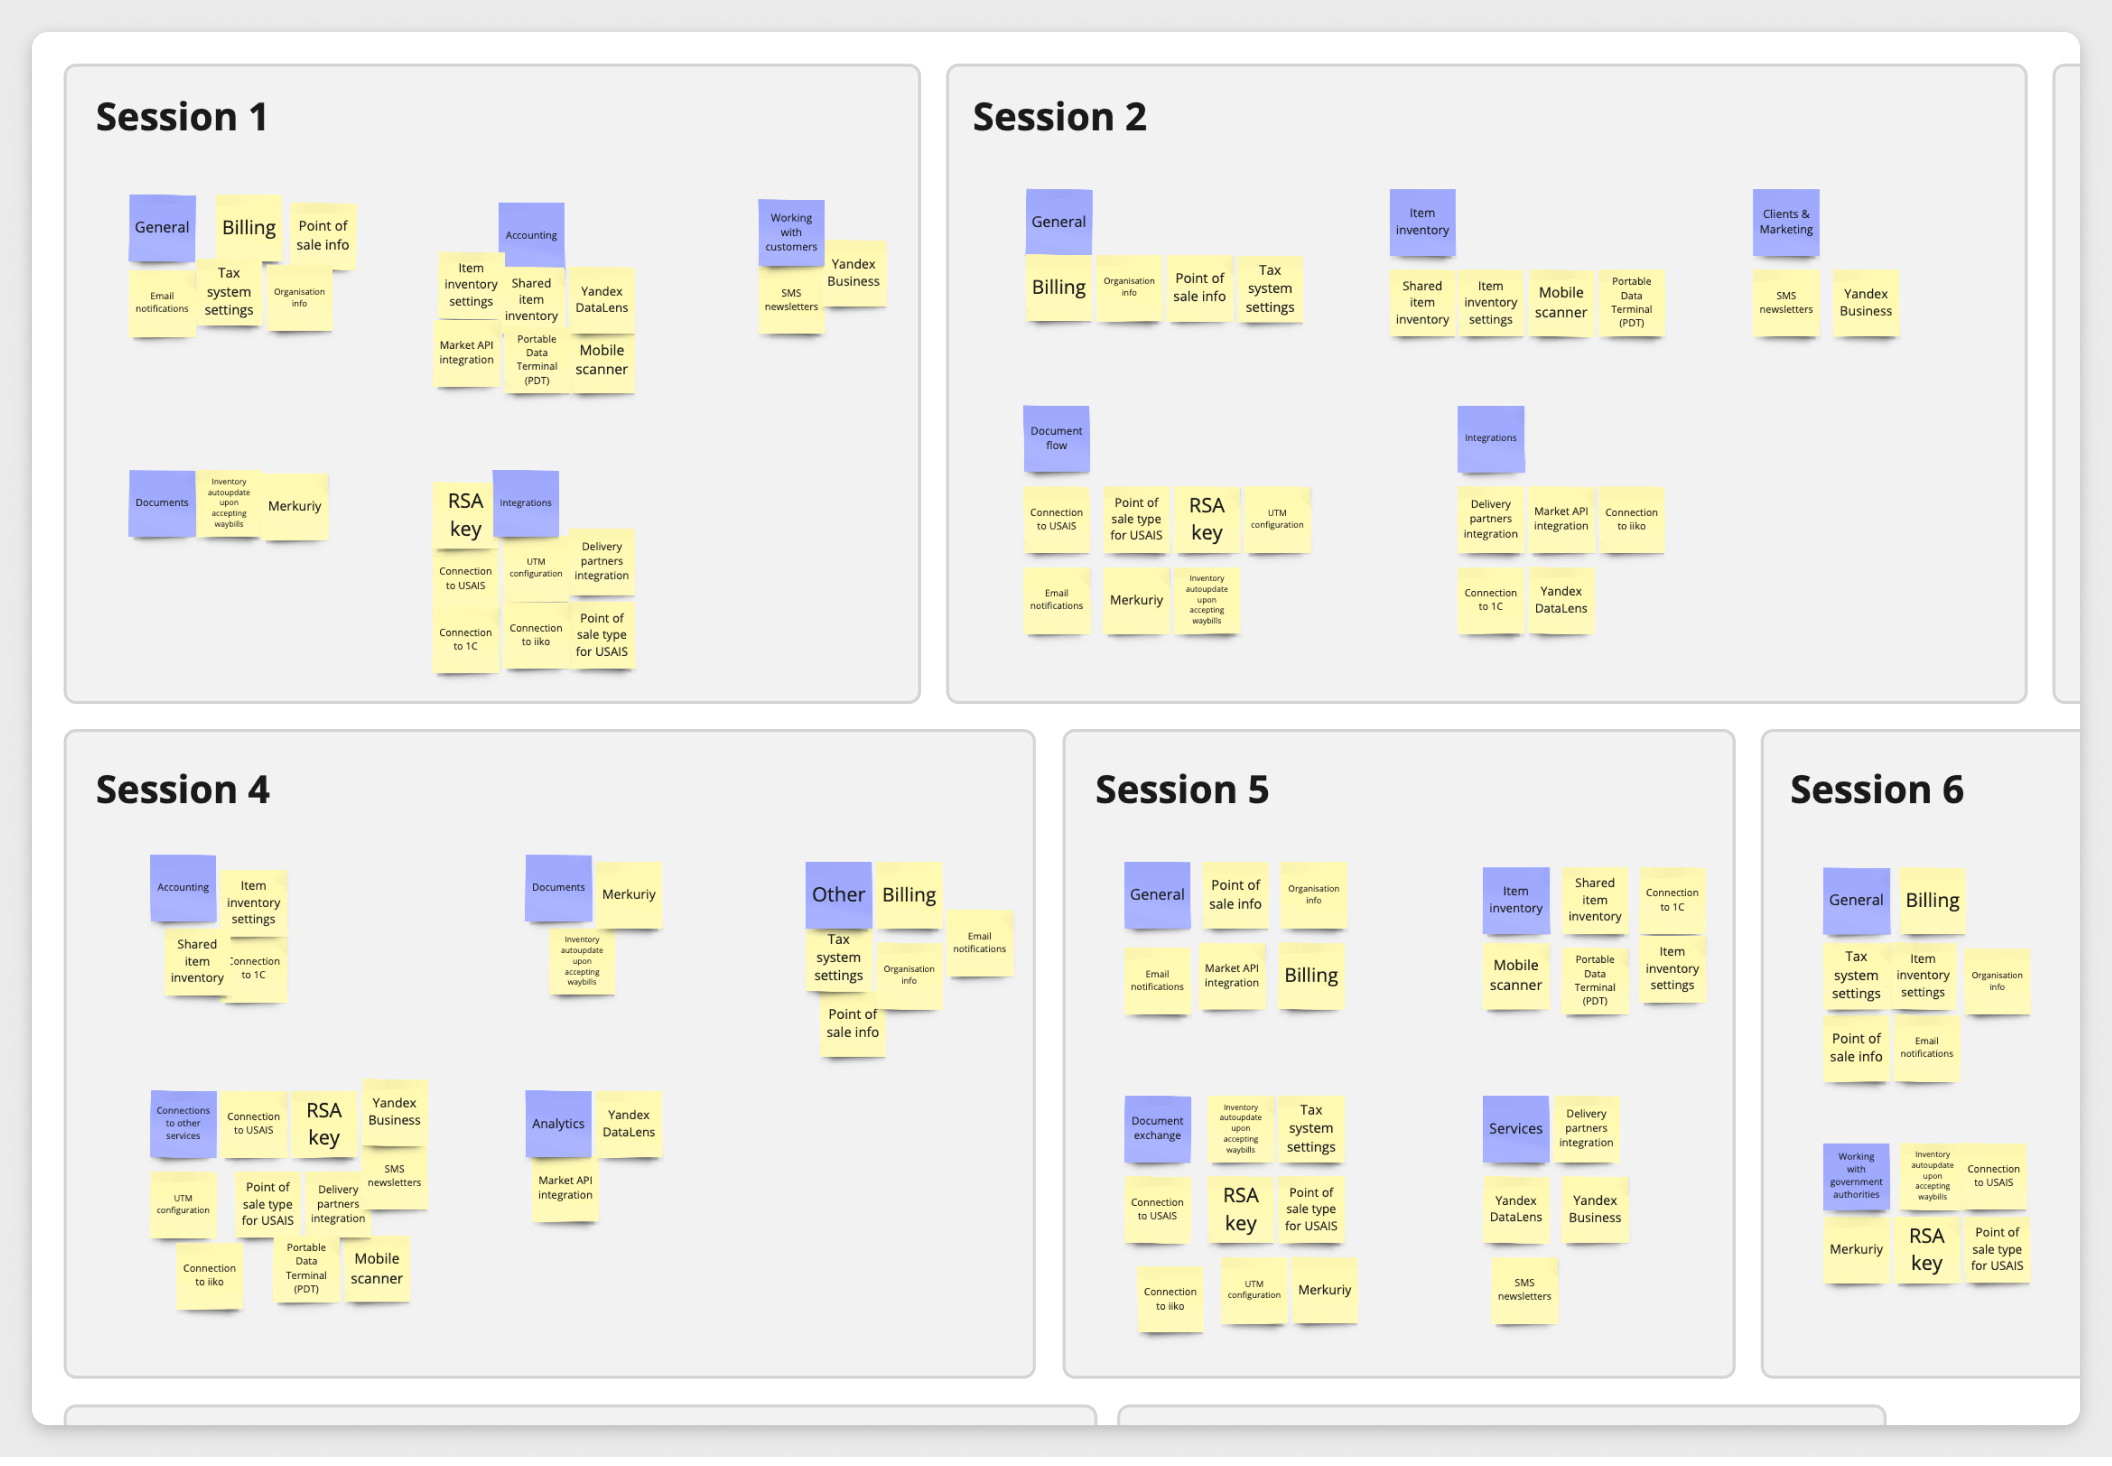 Session 1
General
Billing
Point of
sale info
Email
notifications
Tax
system
settings
Organisation
info
Accounting
Item
inventory
settings
Shared
item
inventory
Yandex
DataLens
Market API
integration
Portable
Data
Terminal
(PDT)
Mobile
scanner
Working
with
customers
Yandex
Business
SMS
newsletters
Documents
Inventory
autoupdate
upon
accepting
waybills
Merkuriy
RSA
key
Integrations
Connection
to USAIS
UTM
configuration
Delivery
partners
integration
Connection
to 1C
Connection
to iiko
Point of
sale type
for USAIS
Session 2
General
Billing
Organisation
info
Point of
sale info
Tax
system
settings
Item
inventory
Shared
item
inventory
Item
inventory
settings
Mobile
scanner
Portable
Data
Terminal
(PDT)
Clients &
Marketing
SMS
newsletters
Yandex
Business
Document
flow
Connection
to USAIS
Point of
sale type
for USAIS
RSA
key
UTM
configuration
Email
notifications
Merkuriy
Inventory
autoupdate
upon
accepting
waybills
Integrations
Delivery
partners
integration
Market API
integration
Connection
to iiko
Connection
to 1C
Yandex
DataLens
Session 4
Accounting
Item
inventory
settings
Shared
item
inventory
Connection
to 1C
Documents
Merkuriy
Inventory
autoupdate
upon
accepting
waybills
Other
Billing
Email
notifications
Tax
system
settings
Organisation
info
Point of
sale info
Connections
to other
services
Connection
to USAIS
RSA
key
Yandex
Business
SMS
newsletters
UTM
configuration
Point of
sale type
for USAIS
Delivery
partners
integration
Connection
to iiko
Portable
Data
Terminal
(PDT)
Mobile
scanner
Analytics
Yandex
DataLens
Market API
integration
Session 5
General
Point of
sale info
Organisation
info
Email
notifications
Market API
integration
Billing
Item
inventory
Shared
item
inventory
Connection
to 1C
Mobile
scanner
Portable
Data
Terminal
(PDT)
Item
inventory
settings
Document
exchange
Inventory
autoupdate
upon
accepting
waybills
Tax
system
settings
Connection
to USAIS
RSA
key
Point of
sale type
for USAIS
Connection
to iiko
UTM
configuration
Merkuriy
Services
Delivery
partners
integration
Yandex
DataLens
Yandex
Business
SMS
newsletters
Session 6
General
Billing
Tax
system
settings
Item
inventory
settings
Organisation
info
Point of
sale info
Email
notifications
Working
with
government
authorities
Inventory
autoupdate
upon
accepting
waybills
Connection
to USAIS
Merkuriy
RSA
key
Point of
sale type
for USAIS